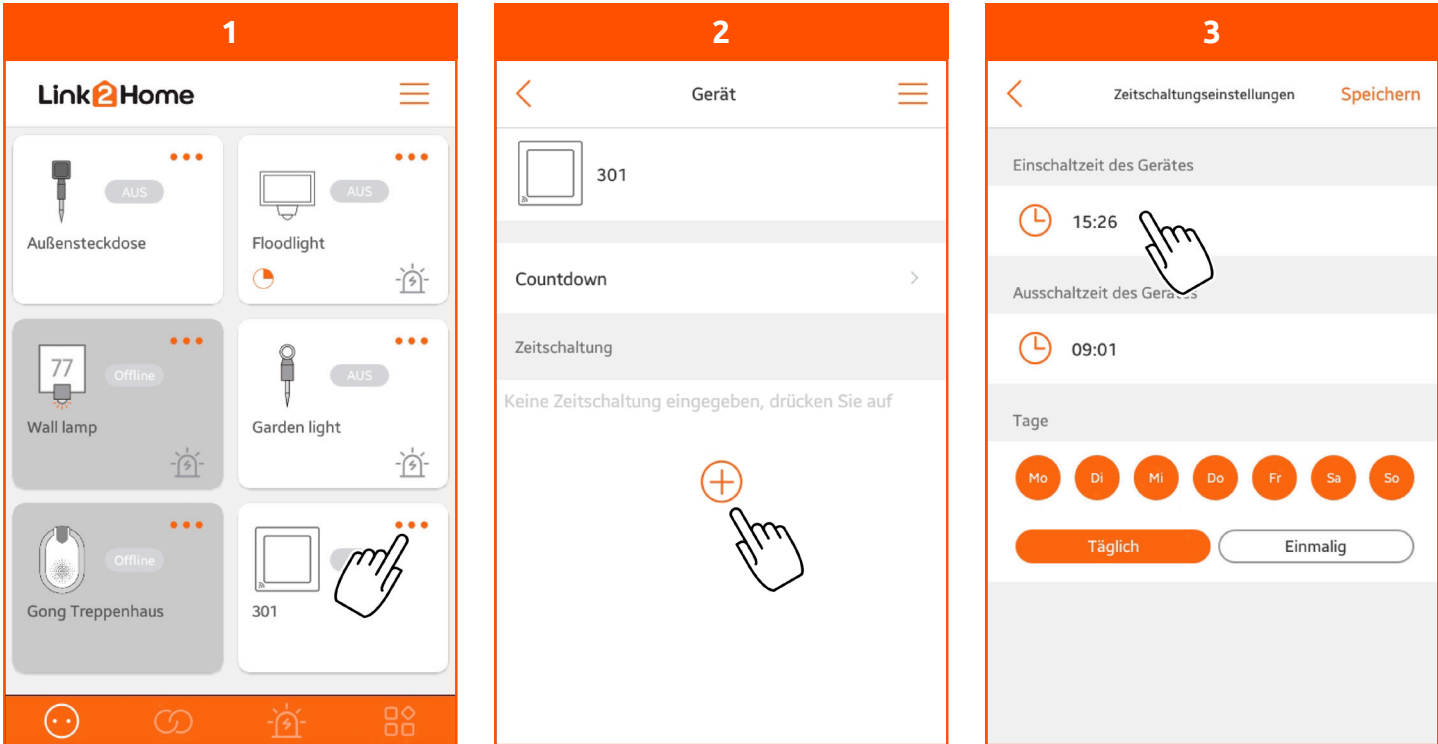 1
Link2Home
AUS
Außensteckdose
AUS
Floodlight
77
Offline
Wall lamp
AUS
Garden light
Offline
Gong Treppenhaus
301
2
Gerät
301
Countdown
Zeitschaltung
Keine Zeitschaltung eingegeben, drücken Sie auf
3
Zeitschaltungseinstellungen
Speichern
Einschaltzeit des Gerätes
15:26
Ausschaltzeit des Gerätes
09:01
Tage
Mo Di Mi Do Fr Sa So
Täglich
Einmalig